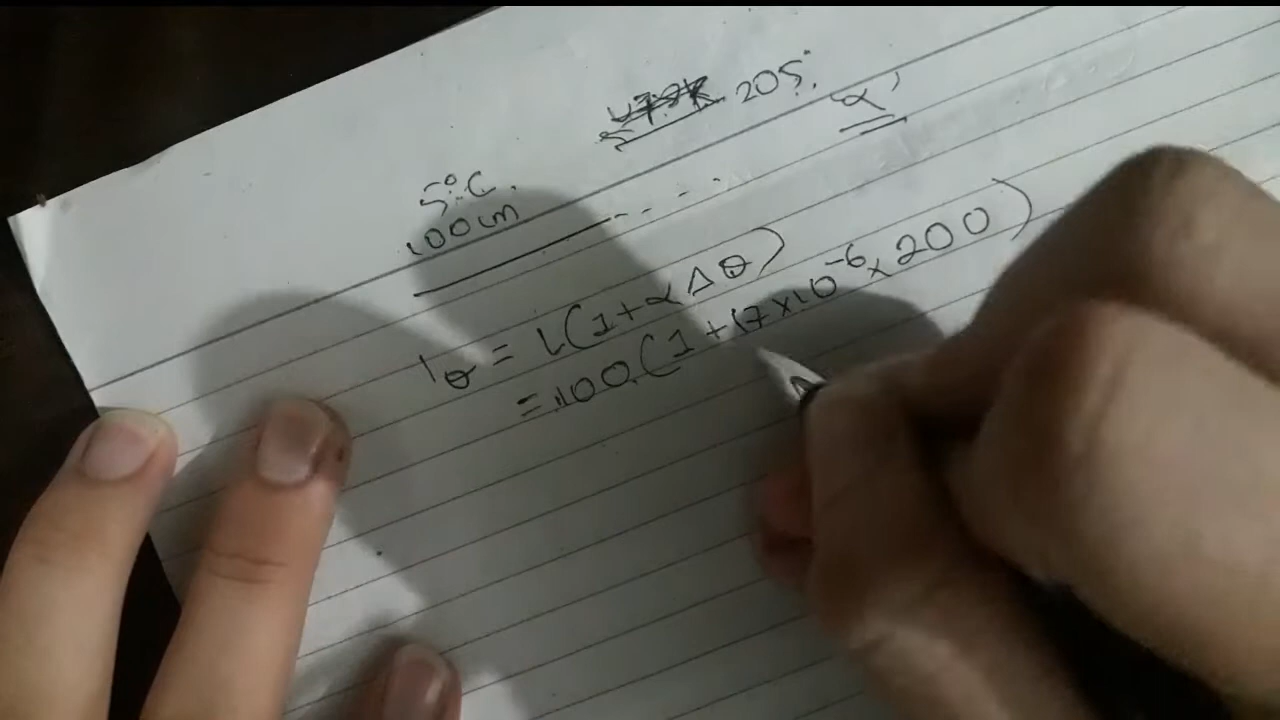 205°
α'
5°C.
100cm
lθ = l(1+αΔθ)
= 100(1+17×10⁻⁶×200)